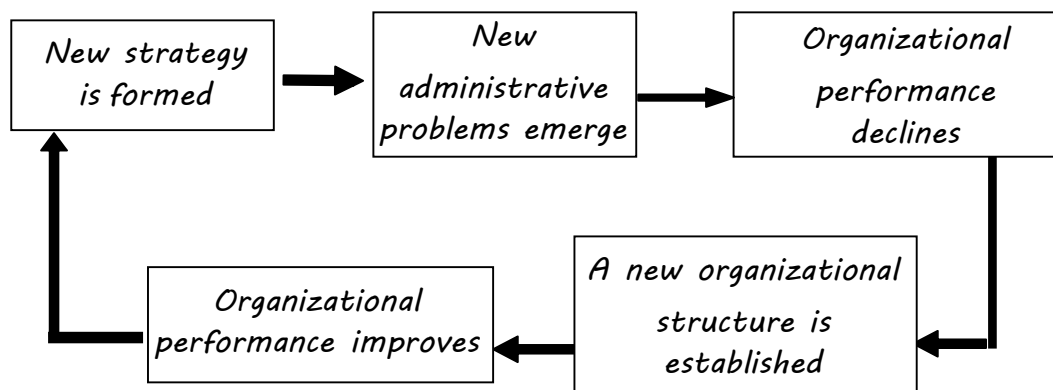 New strategy
is formed
New
administrative
problems emerge
Organizational
performance
declines
A new organizational
structure is
established
Organizational
performance improves